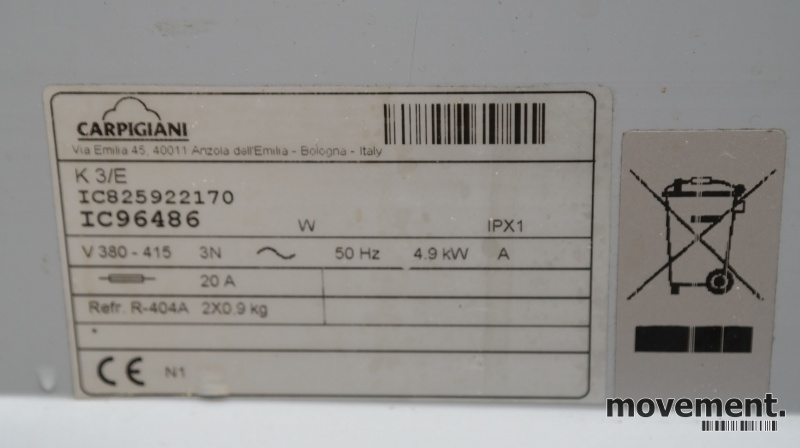 CARPIGIANI
Via Emilia 45, 40011 Anzola dell'Emilia - Bologna - Italy
K 3/E
IC825922170
IC96486 W IPX1
V 380 - 415 3N 50 Hz 4.9 kW A
20 A
Refr. R-404A 2X0.9 kg
*
CE N1
movement.